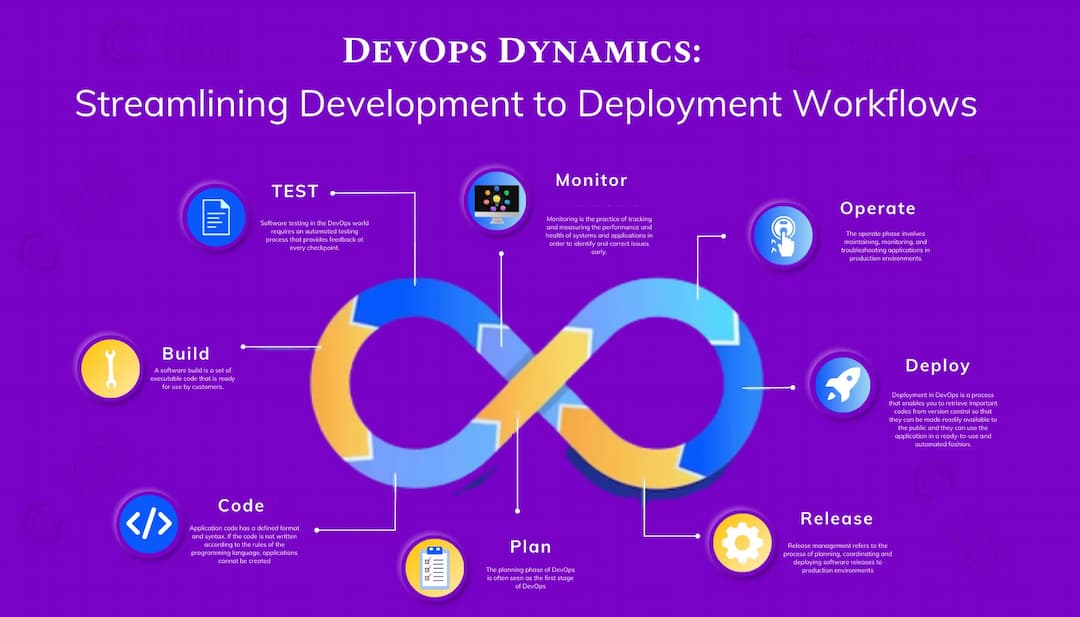 DevOps Dynamics:
Streamlining Development to Deployment Workflows
TEST
Software testing in the DevOps world
requires an automated testing
process that provides feedback at
every checkpoint.
Monitor
Monitoring is the practice of tracking
and measuring the performance and
health of systems and applications in
order to identify and correct issues
early.
Operate
The operate phase involves
maintaining, monitoring, and
troubleshooting applications in
production environments
Build
A software build is a set of
executable code that is ready
for use by customers.
Deploy
Deployment in DevOps is a process
that enables you to retrieve important
codes from version control so that
they can be made readily available to
the public and they can use the
application in a ready-to-use and
automated fashion.
Code
Application code has a defined format
and syntax. If the code is not written
according to the rules of the
programming language, applications
cannot be created
</>
Plan
The planning phase of DevOps
is often seen as the first stage
of DevOps
Release
Release management refers to the
process of planning, coordinating and
deploying software releases to
production environments